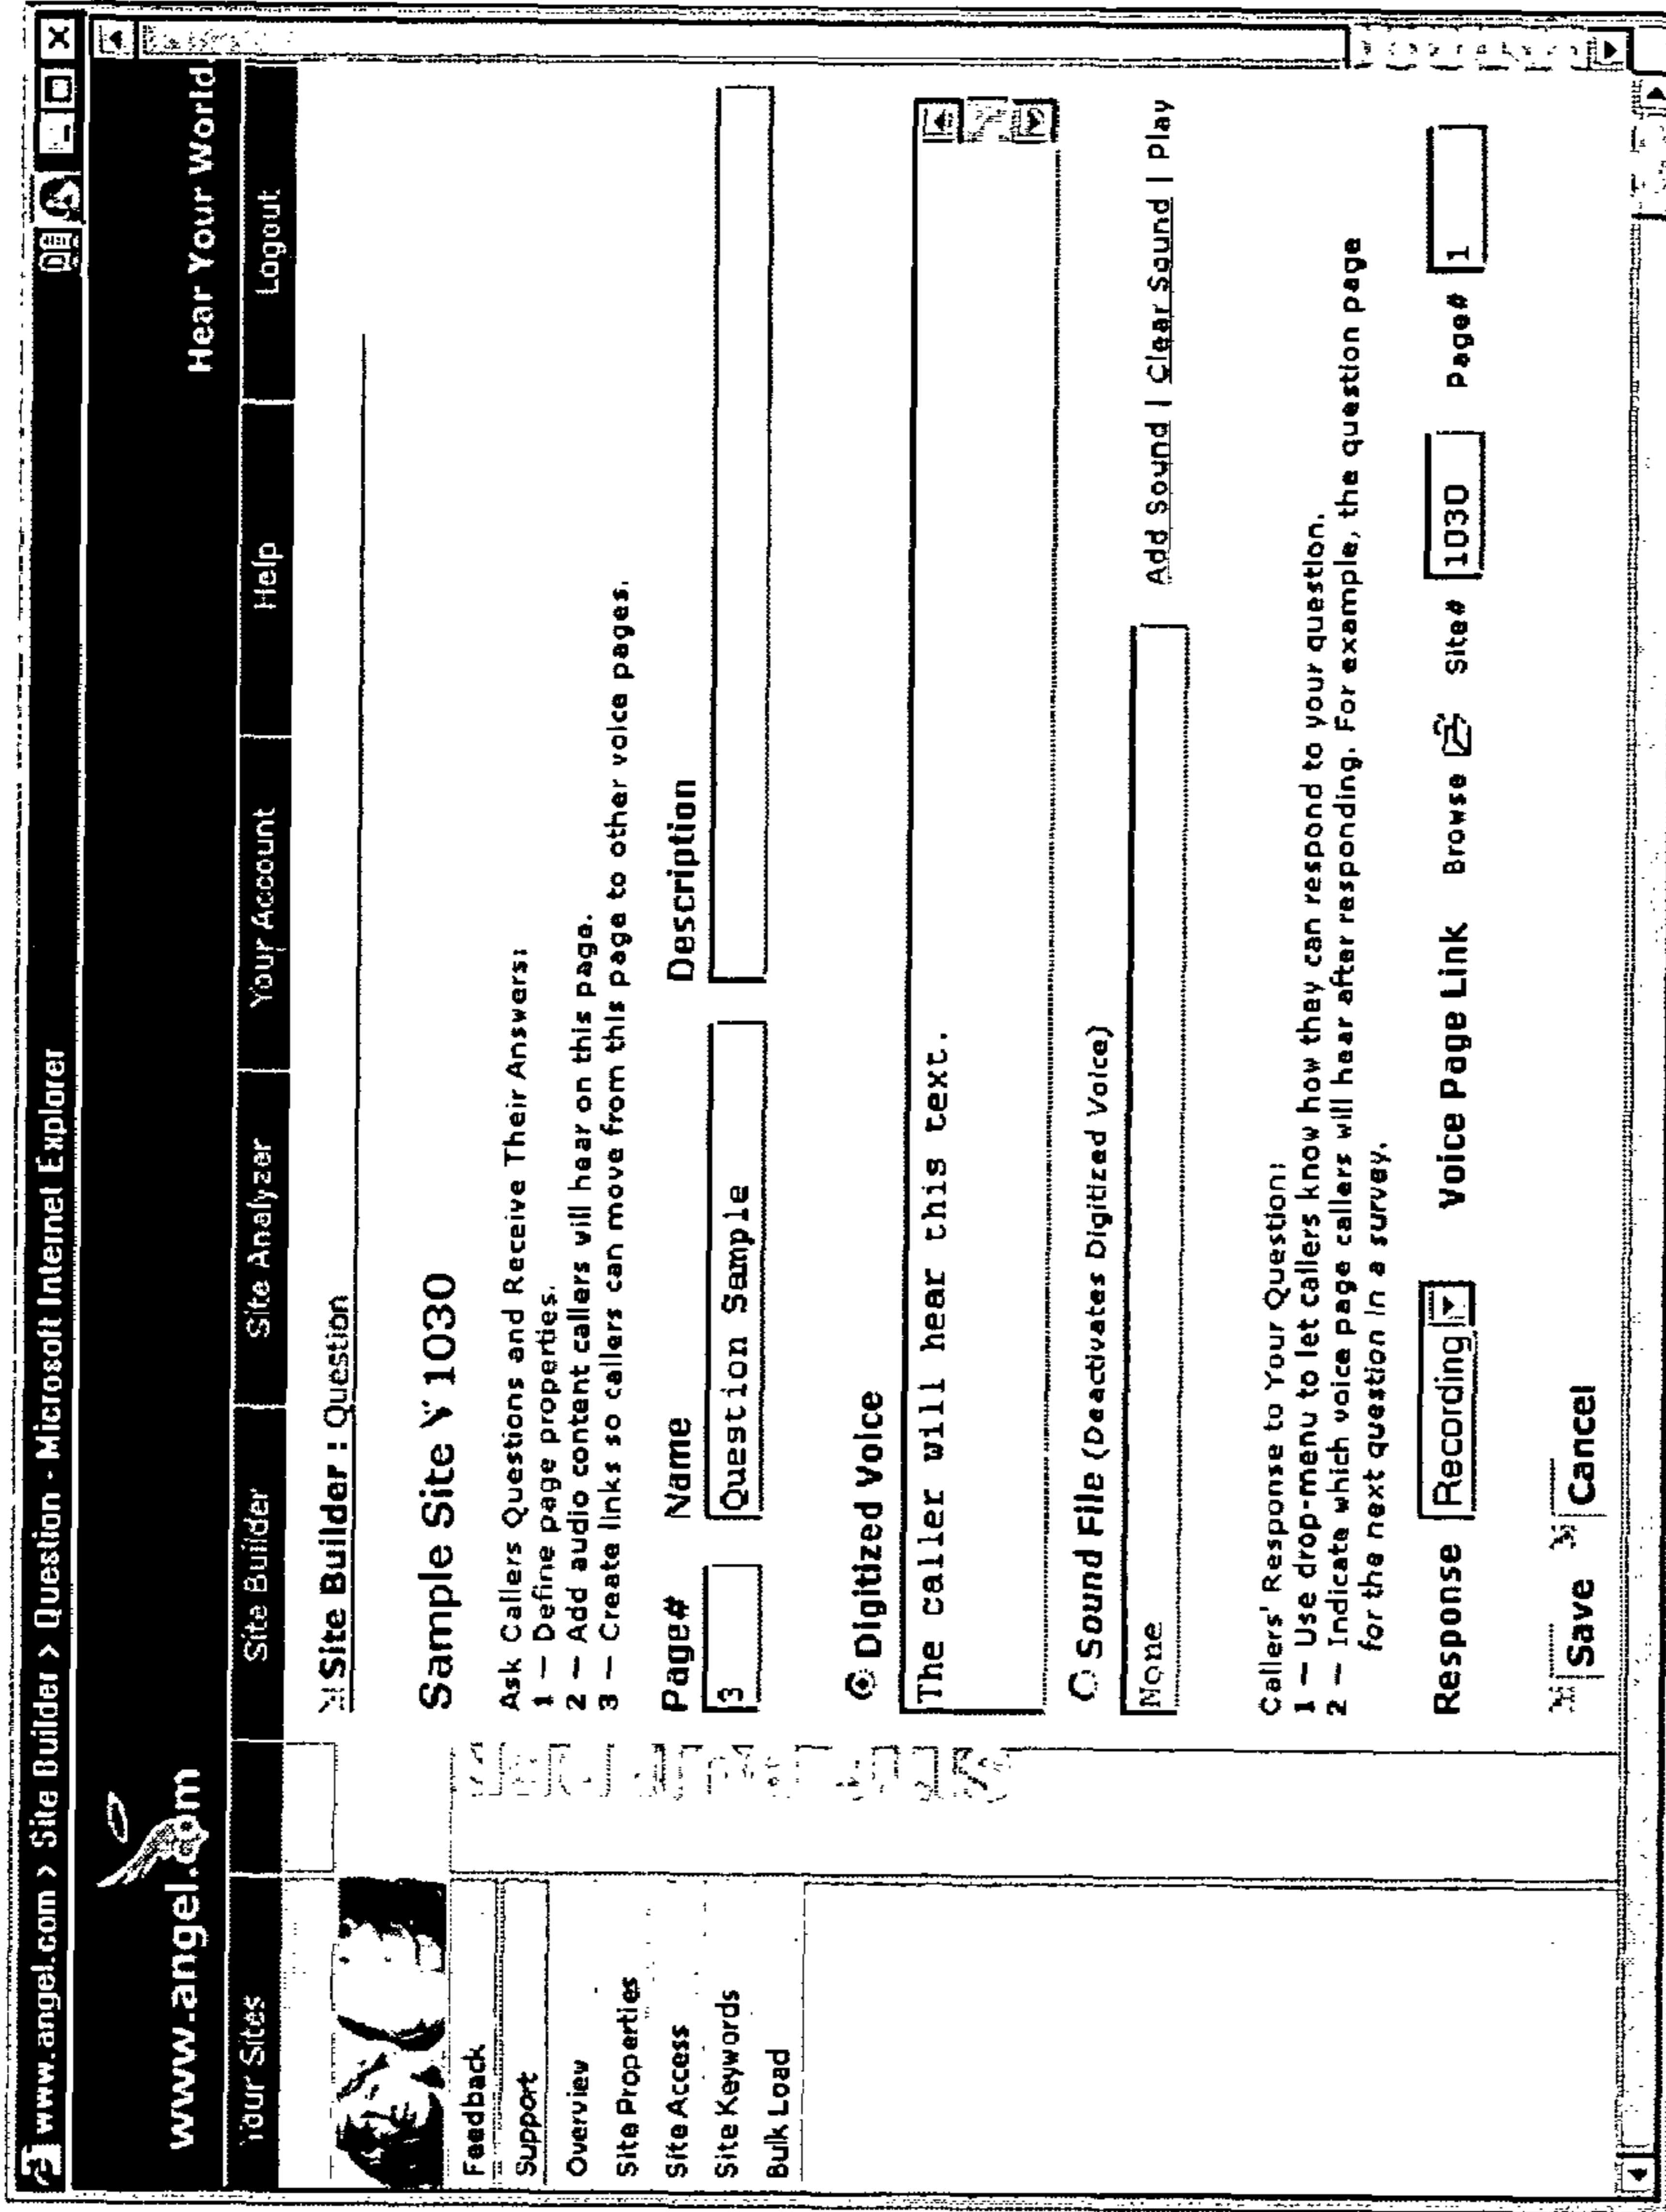 www.angel.com > Site Builder > Question - Microsoft Internet Explorer
www.angel.com
Hear Your World
Your Sites
Site Builder
Site Analyzer
Your Account
Help
Logout
Feedback
Support
Overview
Site Properties
Site Access
Site Keywords
Bulk Load
Site Builder : Question
Sample Site V 1030
Ask Callers Questions and Receive Their Answers:
1 — Define page properties.
2 — Add audio content callers will hear on this page.
3 — Create links so callers can move from this page to other voice pages.
Page# Name Description
3 Question Sample
Digitized Voice
The caller will hear this text.
Sound File (Deactivates Digitized Voice)
None Add Sound | Clear Sound | Play
Callers' Response to Your Question:
1 — Use drop-menu to let callers know how they can respond to your question.
2 — Indicate which voice page callers will hear after responding. For example, the question page
for the next question in a survey.
Response Recording Voice Page Link Browse Site# 1030 Page# 1
Save Cancel